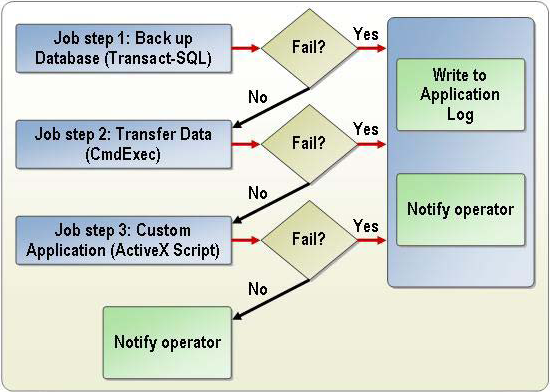 Job step 1: Back up
Database (Transact-SQL)
Fail?
Yes
Write to
Application
Log
No
Job step 2: Transfer Data
(CmdExec)
Fail?
Yes
No
Notify operator
Job step 3: Custom
Application (ActiveX Script)
Fail?
Yes
No
Notify operator